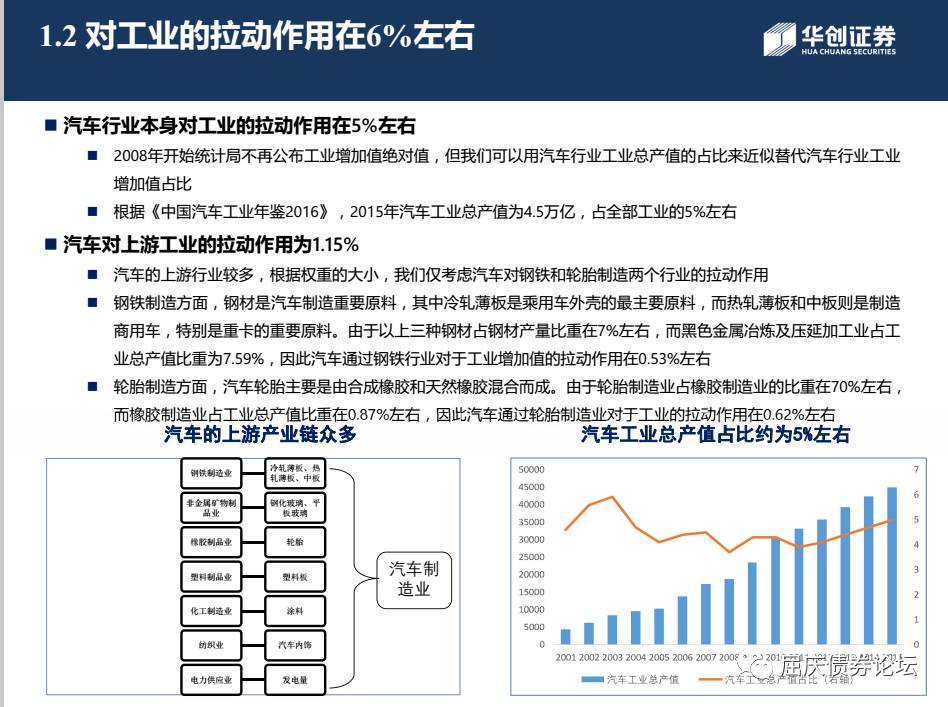 1.2 对工业的拉动作用在6%左右
华创证券
HUA CHUANG SECURITIES
汽车行业本身对工业的拉动作用在5%左右
2008年开始统计局不再公布工业增加值绝对值，但我们可以用汽车行业工业总产值的占比来近似替代汽车行业工业
增加值占比
根据《中国汽车工业年鉴2016》，2015年汽车工业总产值为4.5万亿，占全部工业的5%左右
汽车对上游工业的拉动作用为1.15%
汽车的上游行业较多，根据权重的大小，我们仅考虑汽车对钢铁和轮胎制造两个行业的拉动作用
钢铁制造方面，钢材是汽车制造重要原料，其中冷轧薄板是乘用车外壳的最主要原料，而热轧薄板和中板则是制造
商用车，特别是重卡的重要原料。由于以上三种钢材占钢材产量比重在7%左右，而黑色金属冶炼及压延加工业占工
业总产值比重为7.59%，因此汽车通过钢铁行业对于工业增加值的拉动作用在0.53%左右
轮胎制造方面，汽车轮胎主要是由合成橡胶和天然橡胶混合而成。由于轮胎制造业占橡胶制造业的比重在70%左右，
而橡胶制造业占工业总产值比重在0.87%左右，因此汽车通过轮胎制造业对于工业的拉动作用在0.62%左右
汽车的上游产业链众多
钢铁制造业
冷轧薄板、热
轧薄板、中板
非金属矿物制
品业
钢化玻璃、平
板玻璃
橡胶制品业
轮胎
塑料制品业
塑料板
化工制造业
涂料
纺织业
汽车内饰
电力供应业
发电量
汽车制
造业
汽车工业总产值占比约为5%左右
50000
45000
40000
35000
30000
25000
20000
15000
10000
5000
0
7
6
5
4
3
2
1
0
2001 2002 2003 2004 2005 2006 2007 2008 2009 2010 2011 2012 2013 2014 2015
汽车工业总产值
汽车工业总产值占比（右轴）
屈庆债券论坛